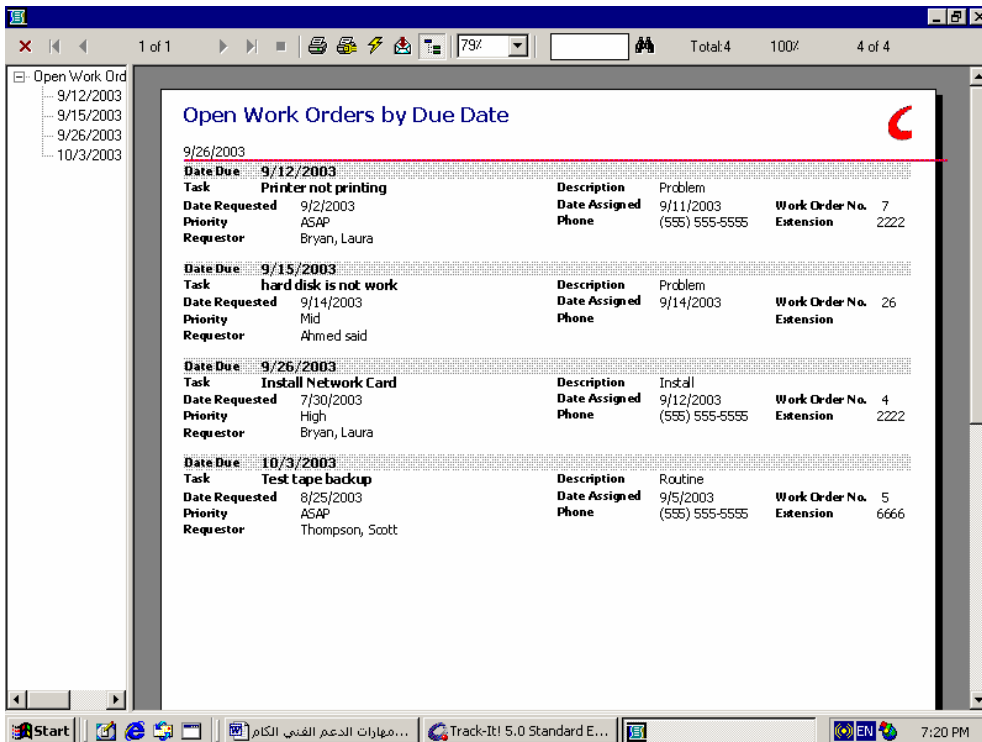 1 of 1 79% Total:4 100% 4 of 4
Open Work Ord
9/12/2003
9/15/2003
9/26/2003
10/3/2003
Open Work Orders by Due Date
9/26/2003
Date Due 9/12/2003
Task Printer not printing Description Problem
Date Requested 9/2/2003 Date Assigned 9/11/2003 Work Order No. 7
Priority ASAP Phone (555) 555-5555 Extension 2222
Requestor Bryan, Laura
Date Due 9/15/2003
Task hard disk is not work Description Problem
Date Requested 9/14/2003 Date Assigned 9/14/2003 Work Order No. 26
Priority Mid Phone Extension
Requestor Ahmed said
Date Due 9/26/2003
Task Install Network Card Description Install
Date Requested 7/30/2003 Date Assigned 9/12/2003 Work Order No. 4
Priority High Phone (555) 555-5555 Extension 2222
Requestor Bryan, Laura
Date Due 10/3/2003
Task Test tape backup Description Routine
Date Requested 8/25/2003 Date Assigned 9/5/2003 Work Order No. 5
Priority ASAP Phone (555) 555-5555 Extension 6666
Requestor Thompson, Scott
Start مهارات الدعم الفني الكام... Track-It! 5.0 Standard E... EN 7:20 PM